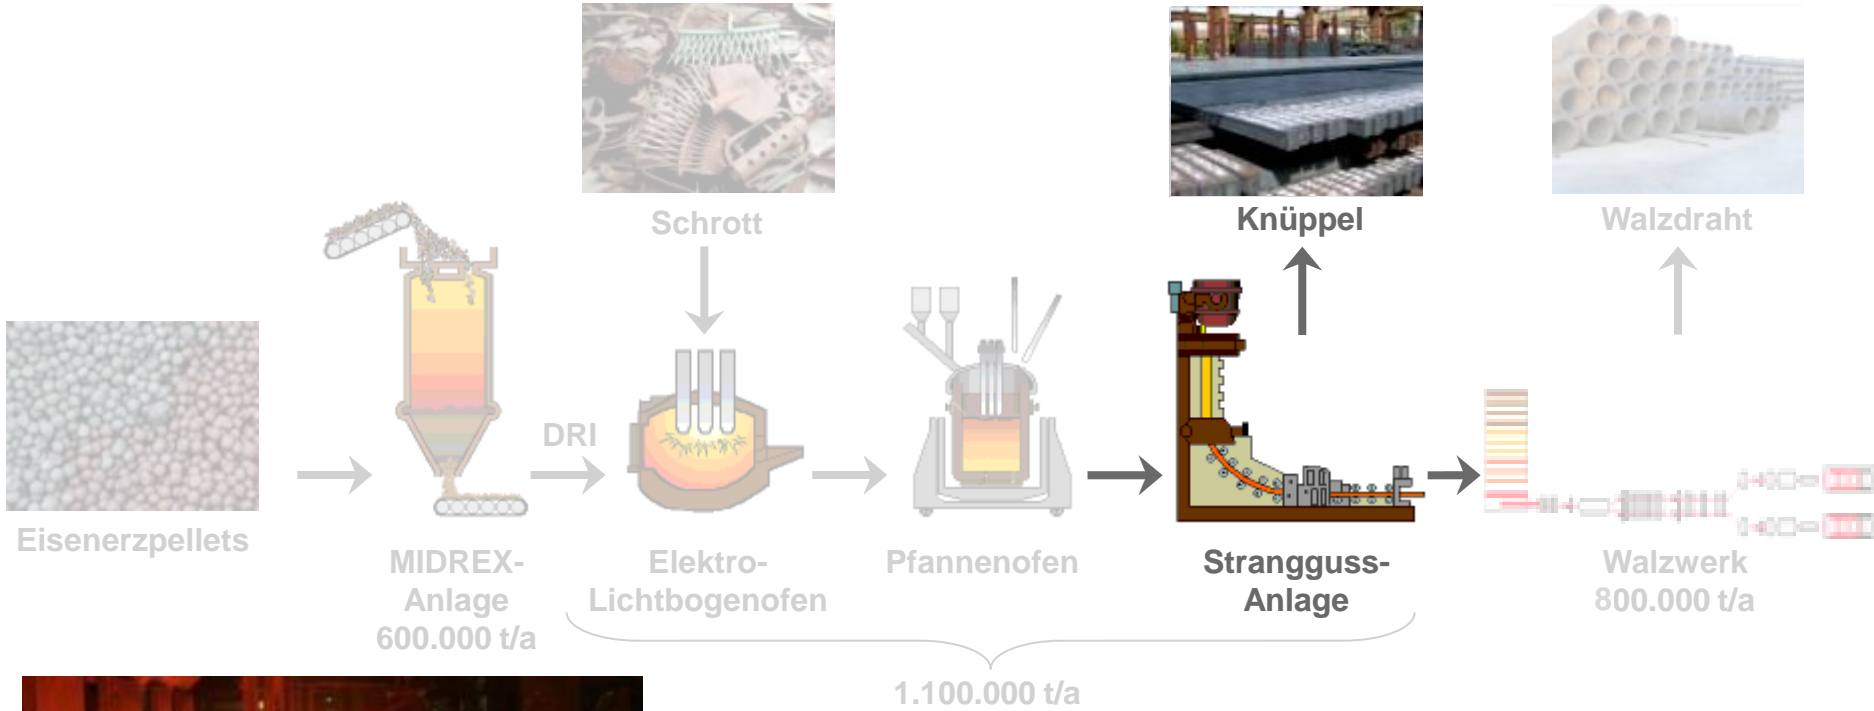 Schrott
Knüppel
Walzdraht
DRI
Eisenerzpellets
MIDREX-
Anlage
600.000 t/a
Elektro-
Lichtbogenofen
Pfannenofen
Strangguss-
Anlage
Walzwerk
800.000 t/a
1.100.000 t/a